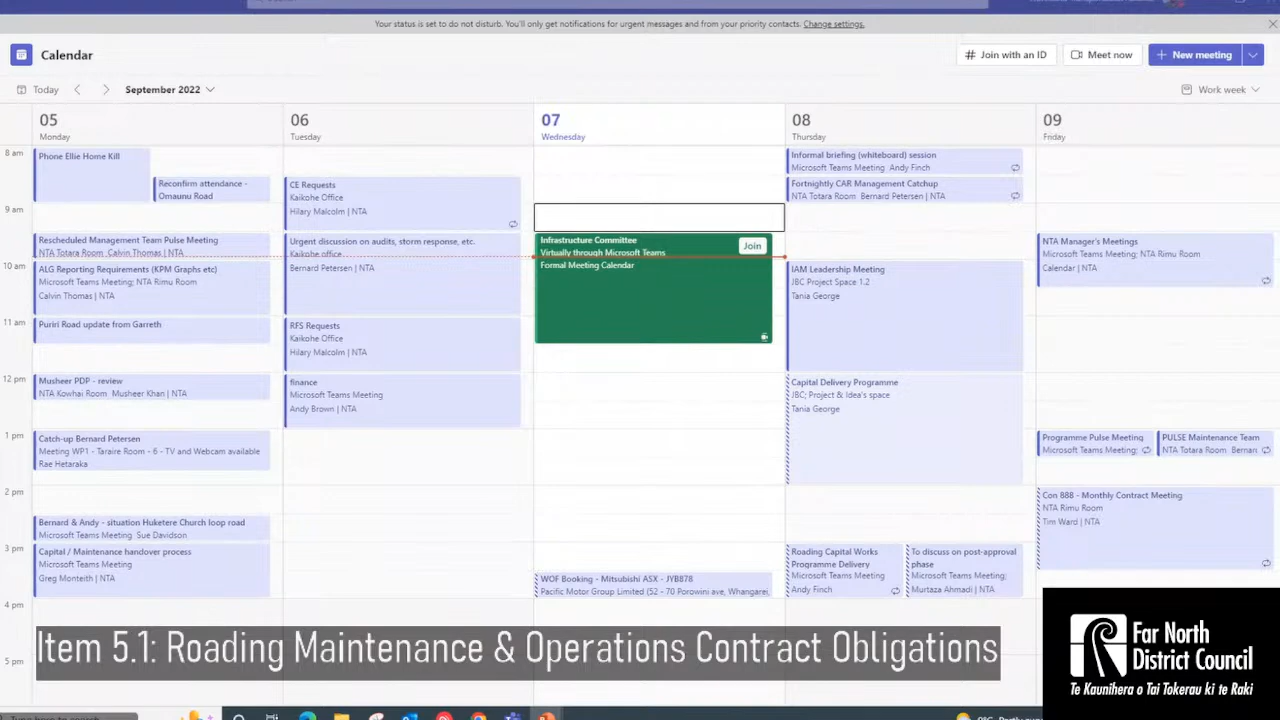 Your status is set to do not disturb. You'll only get notifications for urgent messages and from your priority contacts. Change settings.
Calendar
Join with an ID
Meet now
New meeting
Today
September 2022
Work week
05
Monday
06
Tuesday
07
Wednesday
08
Thursday
09
Friday
8 am
9 am
10 am
11 am
12 pm
1 pm
2 pm
3 pm
4 pm
5 pm
Phone Ellie Home Kill
Reconfirm attendance -
Omaunu Road
Rescheduled Management Team Pulse Meeting
NTA Totara Room Calvin Thomas | NTA
ALG Reporting Requirements (KPM Graphs etc)
Microsoft Teams Meeting; NTA Rimu Room
Calvin Thomas | NTA
Puriri Road update from Garreth
Musheer PDP - review
NTA Kowhai Room Musheer Khan | NTA
Catch-up Bernard Petersen
Meeting WP1 - Taraire Room - 6 - TV and Webcam available
Rae Hetaraka
Bernard & Andy - situation Huketere Church loop road
Microsoft Teams Meeting Sue Davidson
Capital / Maintenance handover process
Microsoft Teams Meeting
Greg Monteith | NTA
CE Requests
Kaikohe Office
Hilary Malcolm | NTA
Urgent discussion on audits, storm response, etc.
Kaikohe office
Bernard Petersen | NTA
RFS Requests
Kaikohe Office
Hilary Malcolm | NTA
finance
Microsoft Teams Meeting
Andy Brown | NTA
Infrastructure Committee
Virtually through Microsoft Teams
Formal Meeting Calendar
Join
WOF Booking - Mitsubishi ASX - JYB878
Pacific Motor Group Limited (52 - 70 Porowini ave, Whangarei,
Informal briefing (whiteboard) session
Microsoft Teams Meeting Andy Finch
Fortnightly CAR Management Catchup
NTA Totara Room Bernard Petersen | NTA
IAM Leadership Meeting
JBC Project Space 1.2
Tania George
Capital Delivery Programme
JBC; Project & Idea's space
Tania George
Roading Capital Works
Programme Delivery
Microsoft Teams Meeting
Andy Finch
To discuss on post-approval
phase
Microsoft Teams Meeting;
Murtaza Ahmadi | NTA
NTA Manager's Meetings
Microsoft Teams Meeting; NTA Rimu Room
Calendar | NTA
Programme Pulse Meeting
Microsoft Teams Meeting;
PULSE Maintenance Team
NTA Totara Room Bernar
Con 888 - Monthly Contract Meeting
NTA Rimu Room
Tim Ward | NTA
Item 5.1: Roading Maintenance & Operations Contract Obligations
Far North
District Council
Te Kaunihera o Tai Tokerau ki te Raki